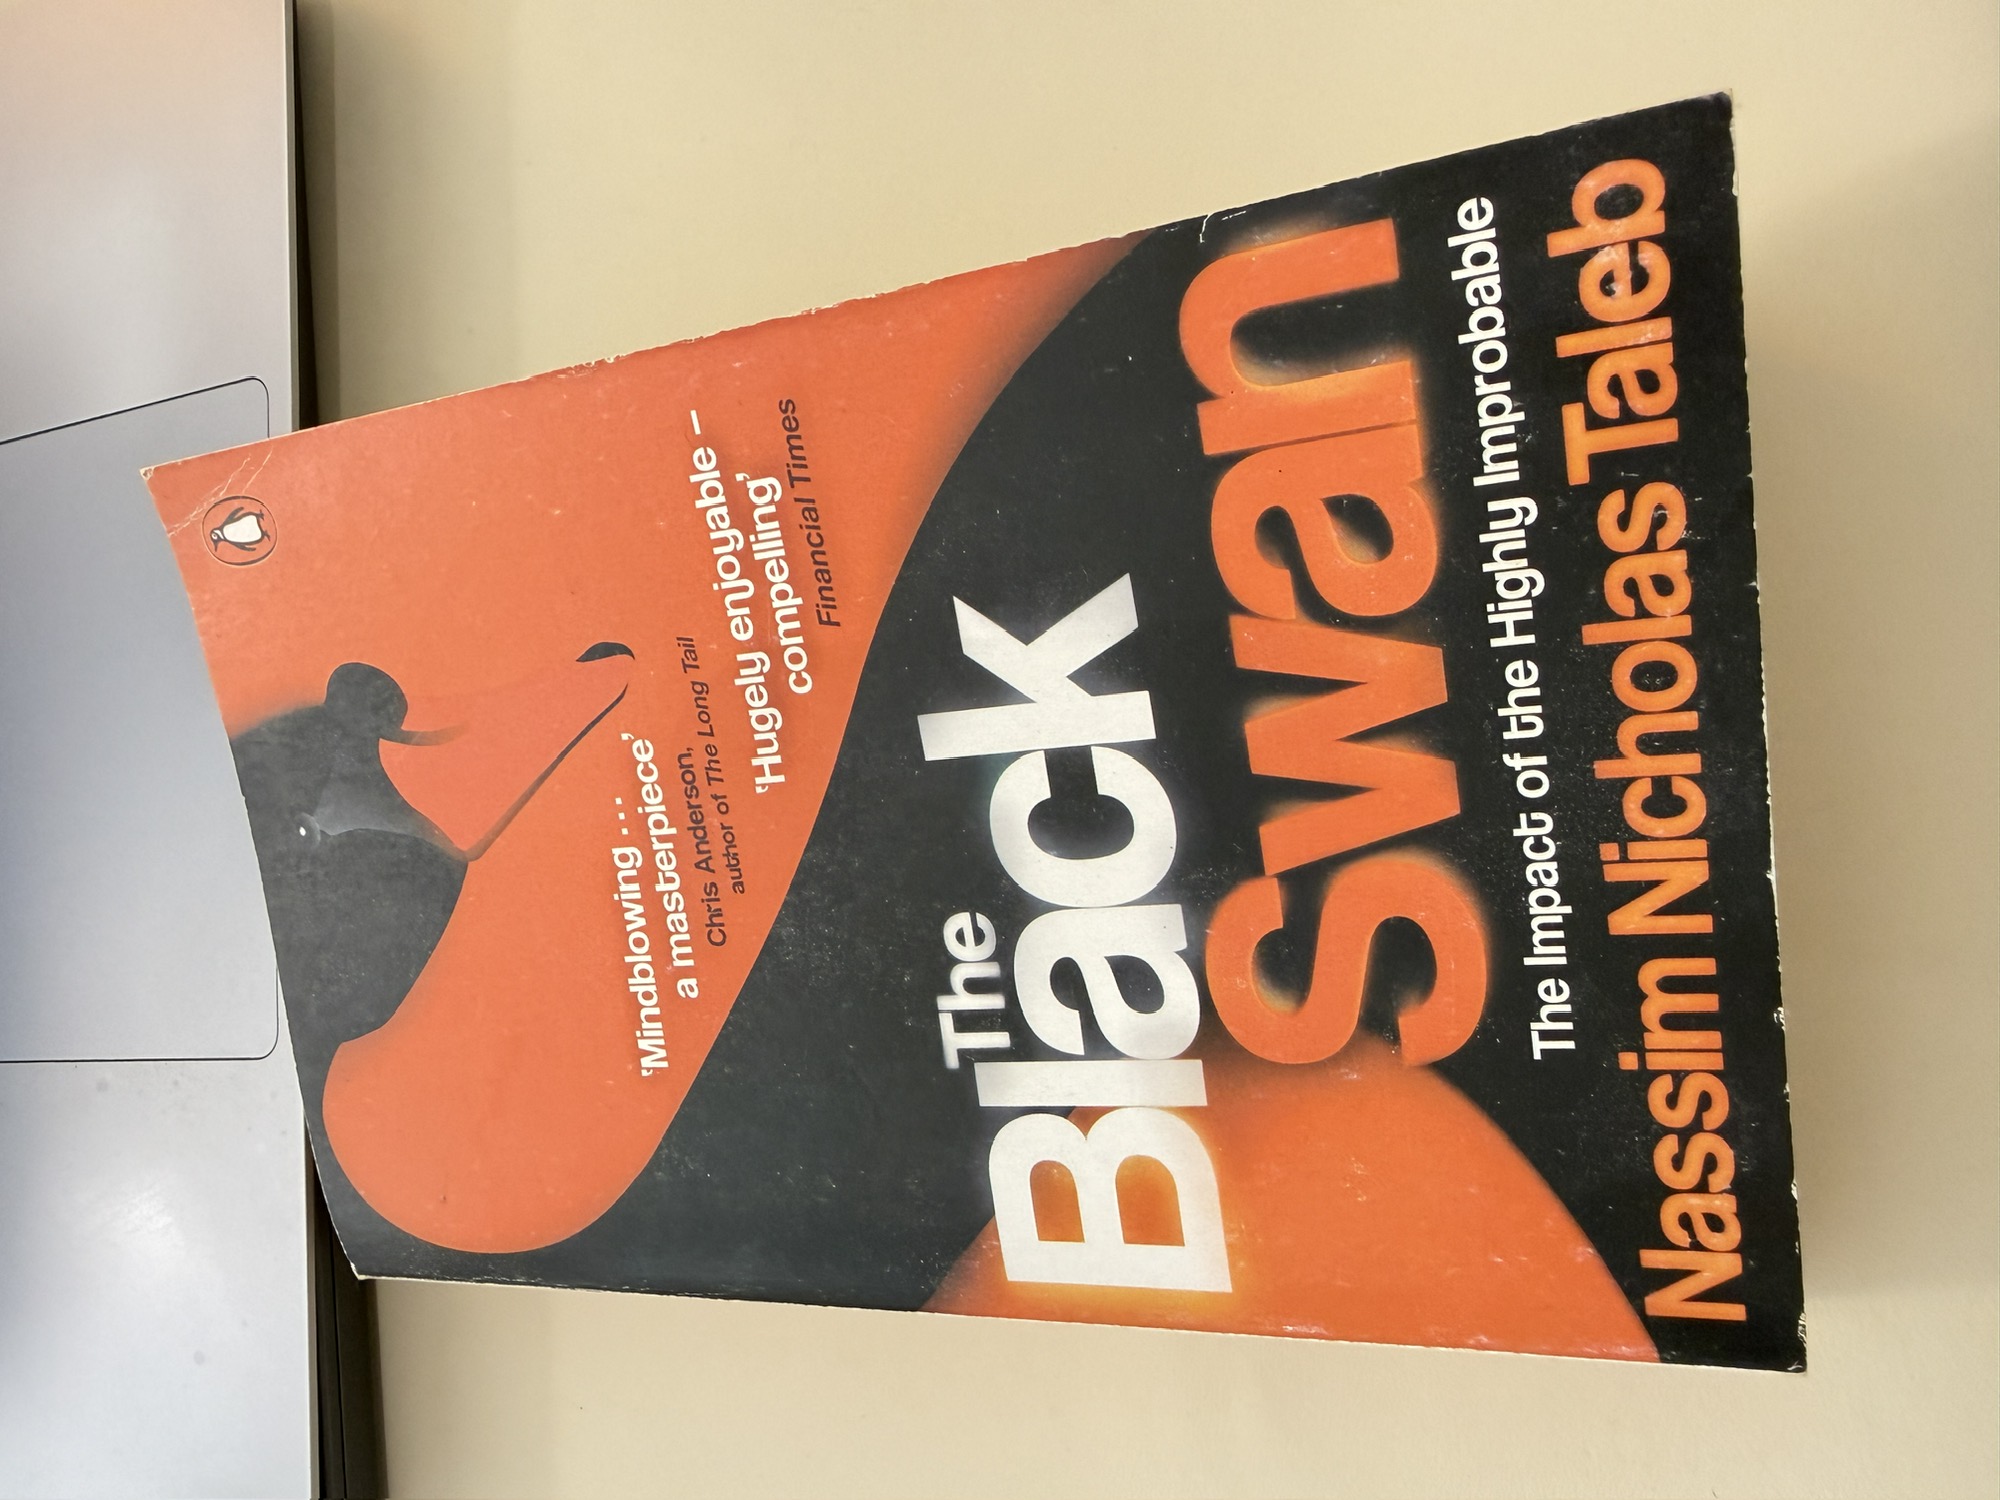 'Mindblowing ...
a masterpiece'
Chris Anderson,
author of The Long Tail
'Hugely enjoyable –
compelling'
Financial Times
The
Black
Swan
The Impact of the Highly Improbable
Nassim Nicholas Taleb